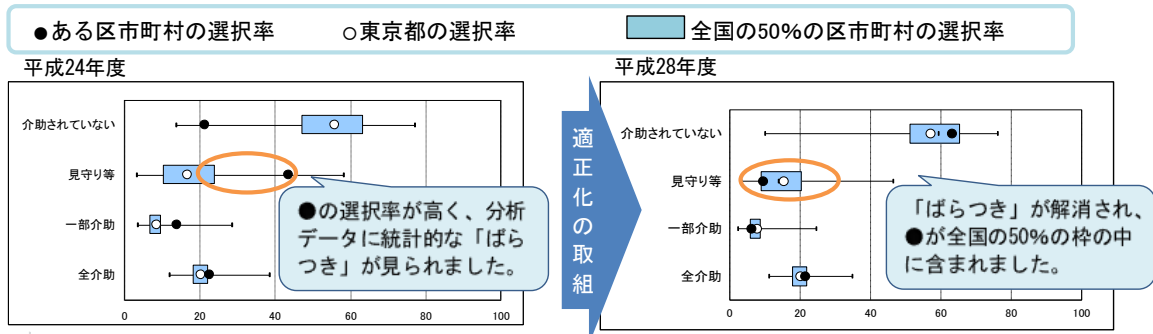 ●ある区市町村の選択率 ○東京都の選択率 全国の50%の区市町村の選択率
平成24年度
介助されていない
見守り等
一部介助
全介助
0 20 40 60 80 100
●の選択率が高く、分析
データに統計的な「ばら
つき」が見られました。
適正化の取組
平成28年度
介助されていない
見守り等
一部介助
全介助
0 20 40 60 80 100
「ばらつき」が解消され、
●が全国の50%の枠の中
に含まれました。